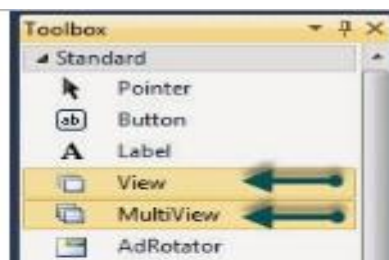 Toolbox
Standard
Pointer
ab Button
A Label
View
MultiView
AdRotator